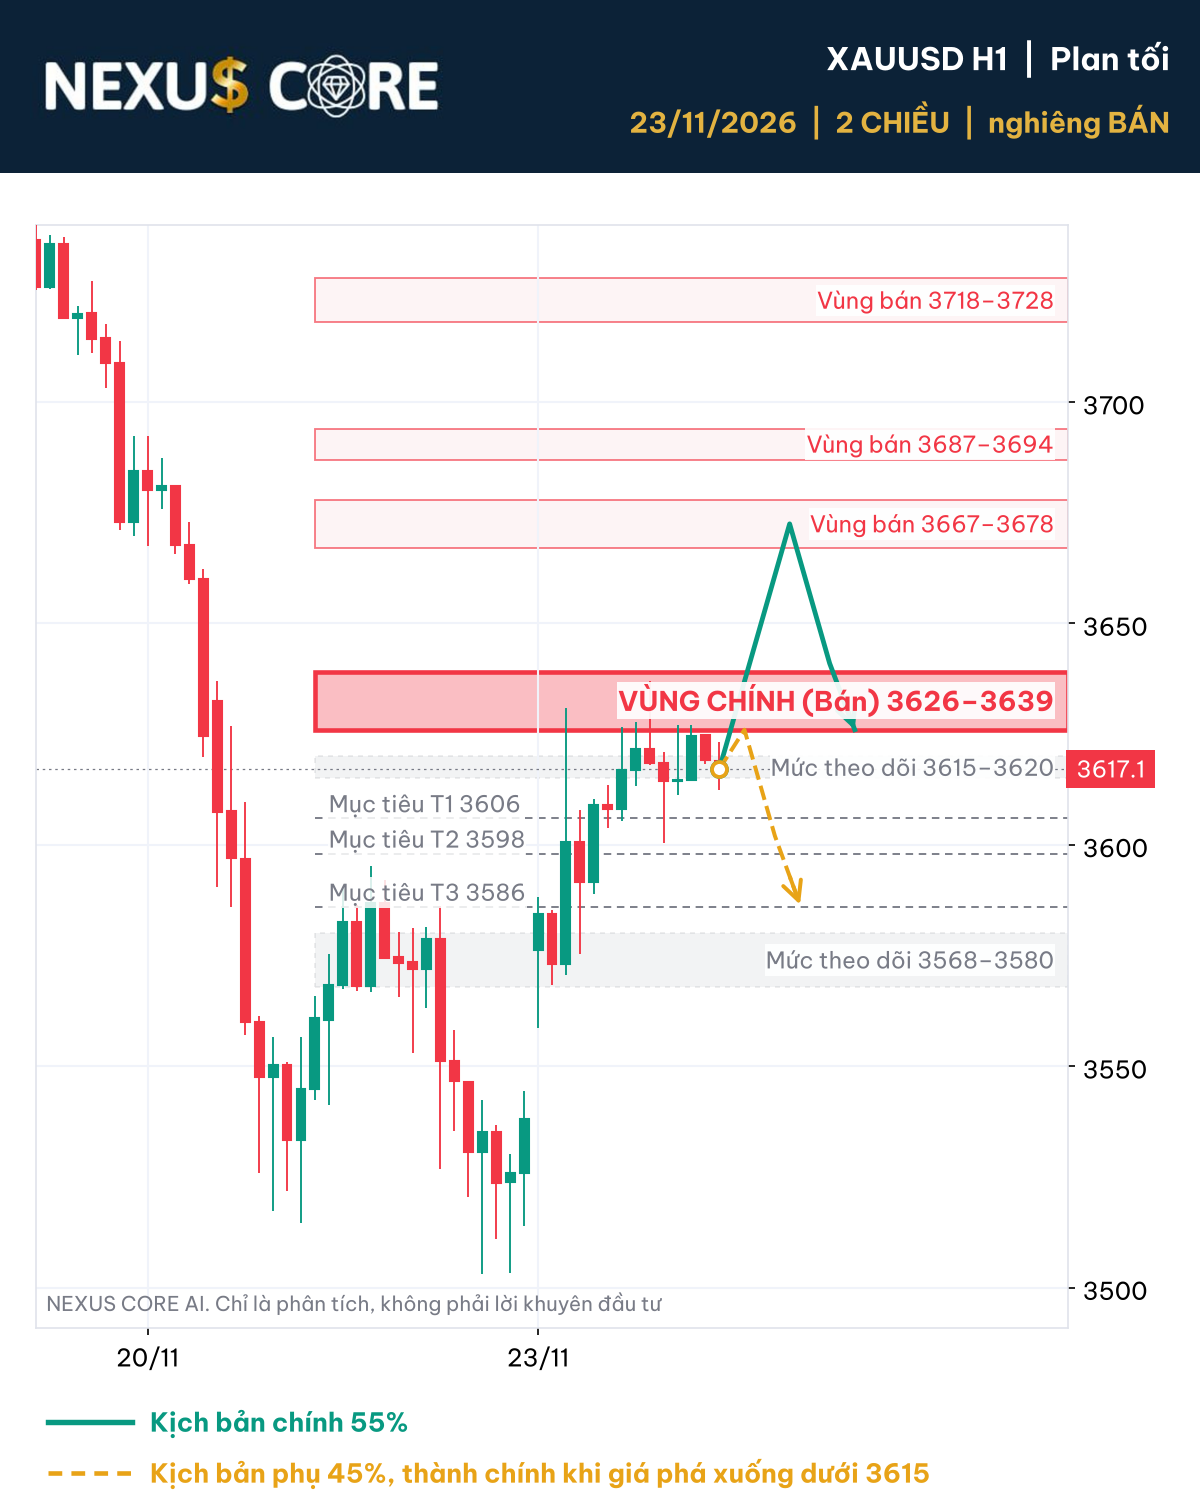 NEXU$ CORE
XAUUSD H1 | Plan tối
23/11/2026 | 2 CHIỀU | nghiêng BÁN
Vùng bán 3718–3728
3700
Vùng bán 3687–3694
Vùng bán 3667–3678
3650
VÙNG CHÍNH (Bán) 3626–3639
Mức theo dõi 3615–3620
3617.1
Mục tiêu T1 3606
Mục tiêu T2 3598
3600
Mục tiêu T3 3586
Mức theo dõi 3568–3580
3550
3500
NEXUS CORE AI. Chỉ là phân tích, không phải lời khuyên đầu tư
20/11
23/11
Kịch bản chính 55%
Kịch bản phụ 45%, thành chính khi giá phá xuống dưới 3615